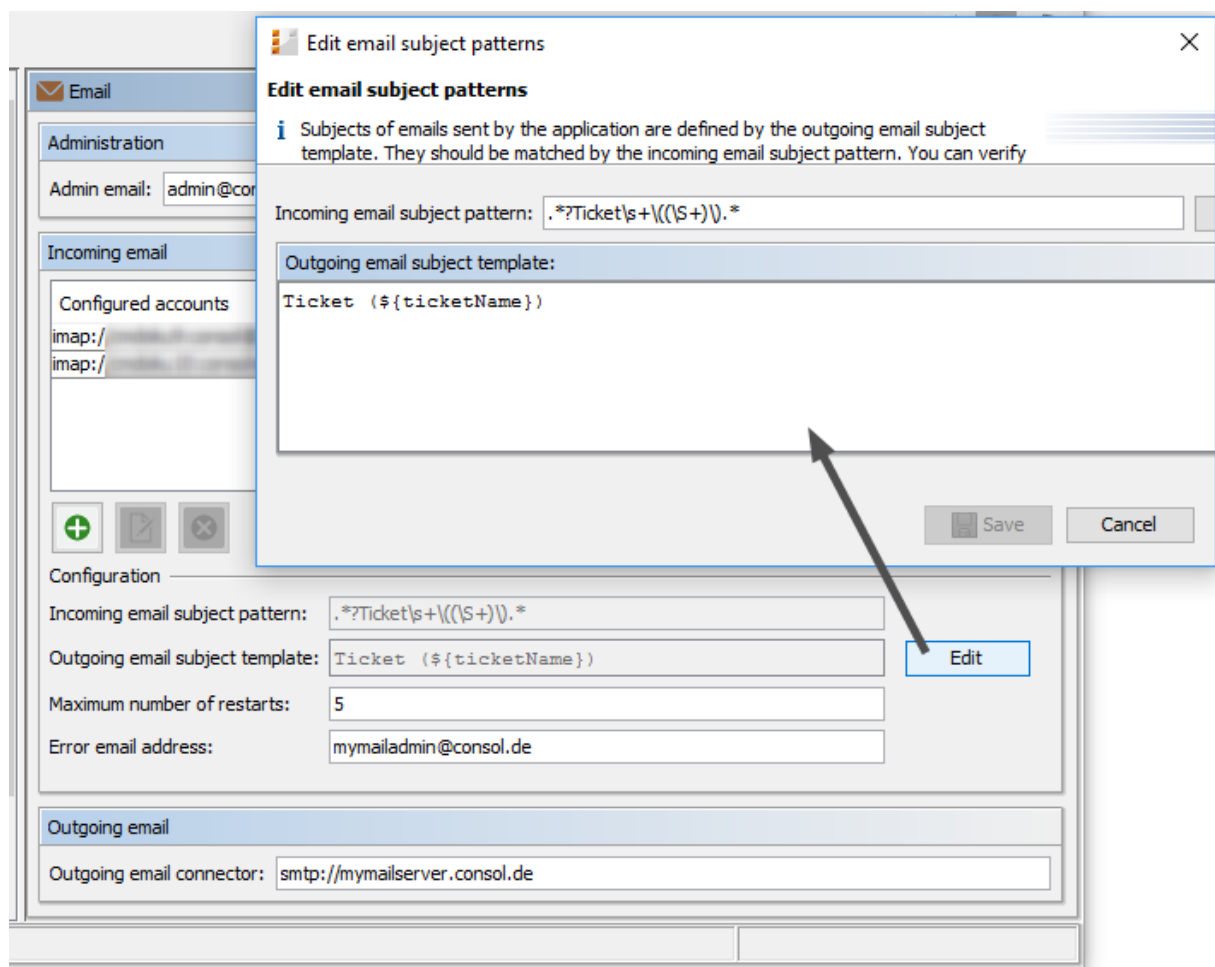 Edit email subject patterns
Edit email subject patterns
Subjects of emails sent by the application are defined by the outgoing email subject
template. They should be matched by the incoming email subject pattern. You can verify
Incoming email subject pattern: .*?Ticket\s+\((\S+)\).*
Outgoing email subject template:
Ticket (${ticketName})
Save Cancel
Email
Administration
Admin email: admin@con
Incoming email
Configured accounts
imap:/
imap:/
Configuration
Incoming email subject pattern: .*?Ticket\s+\((\S+)\).*
Outgoing email subject template: Ticket (${ticketName}) Edit
Maximum number of restarts: 5
Error email address: mymailadmin@consol.de
Outgoing email
Outgoing email connector: smtp://mymailserver.consol.de